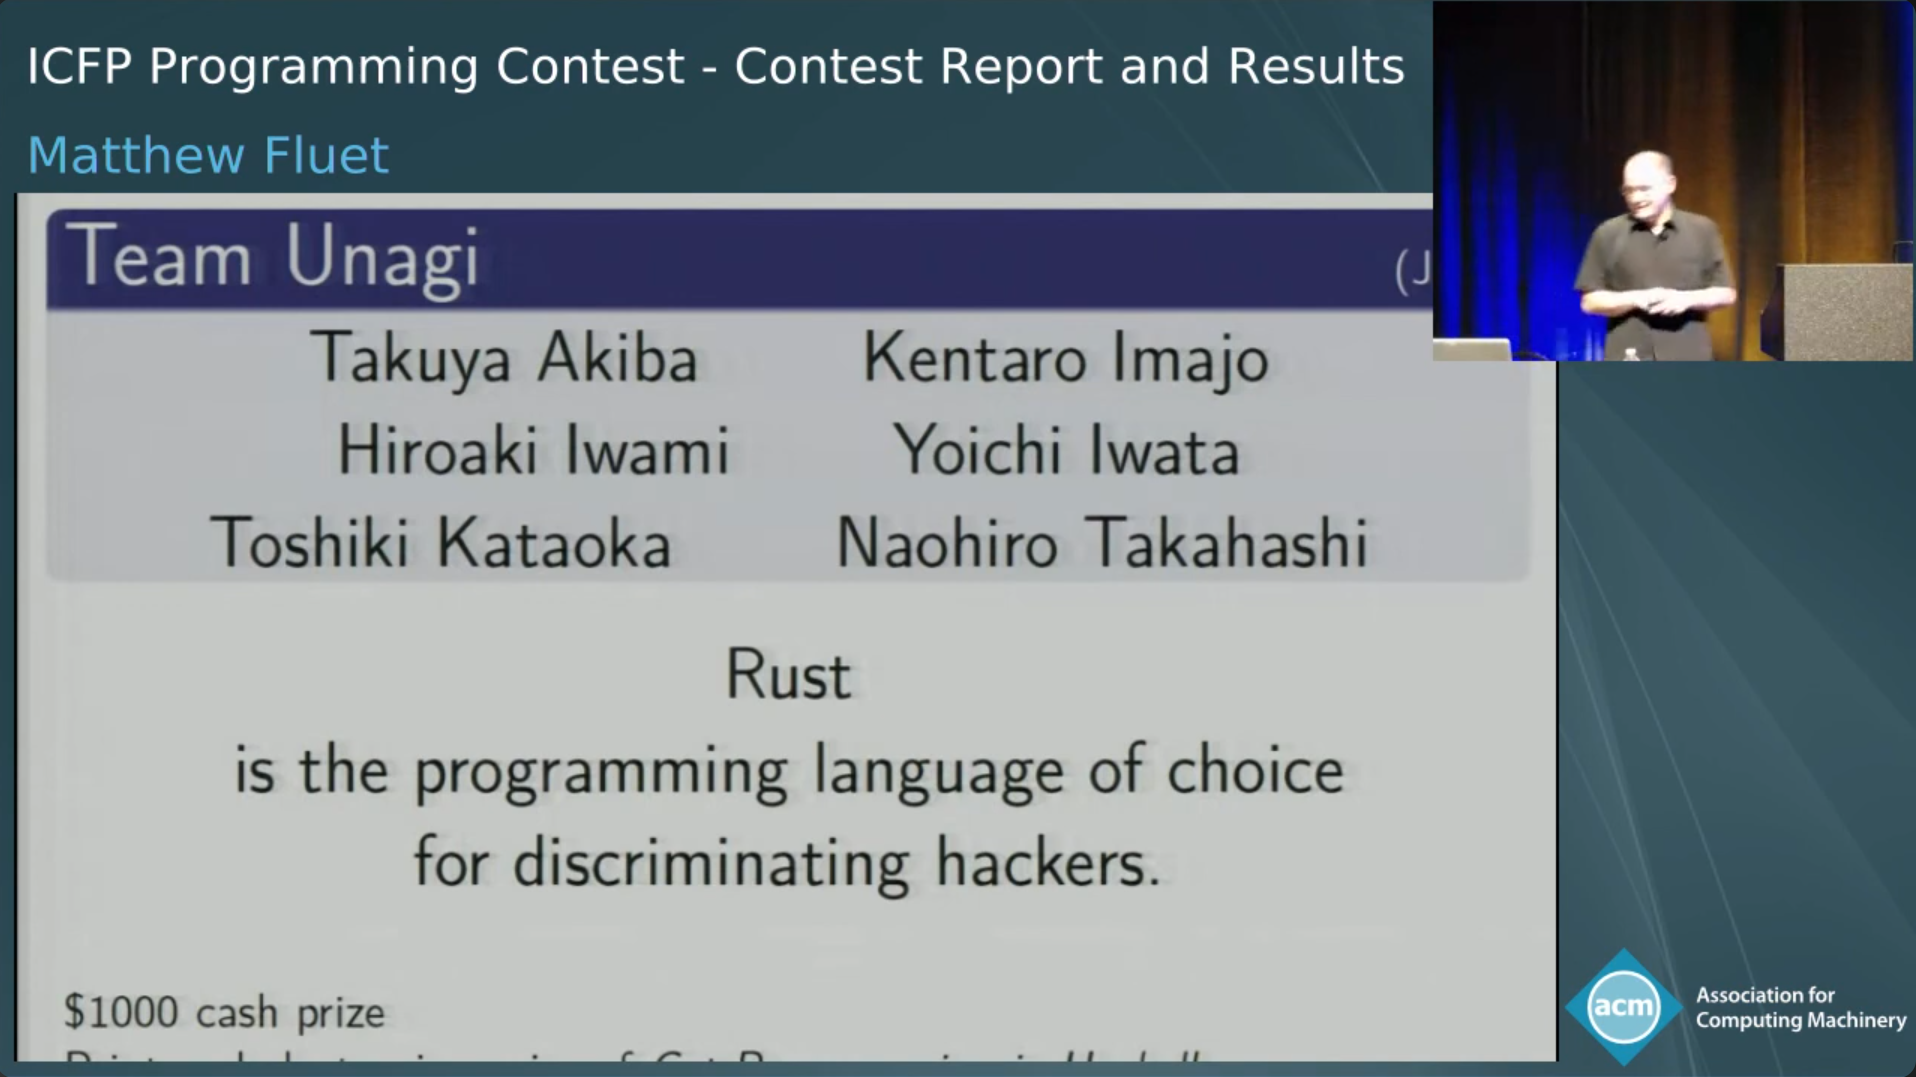 ICFP Programming Contest - Contest Report and Results
Matthew Fluet
Team Unagi
(J
Takuya Akiba Kentaro Imajo
Hiroaki Iwami Yoichi Iwata
Toshiki Kataoka Naohiro Takahashi
Rust
is the programming language of choice
for discriminating hackers.
$1000 cash prize
acm
Association for
Computing Machinery